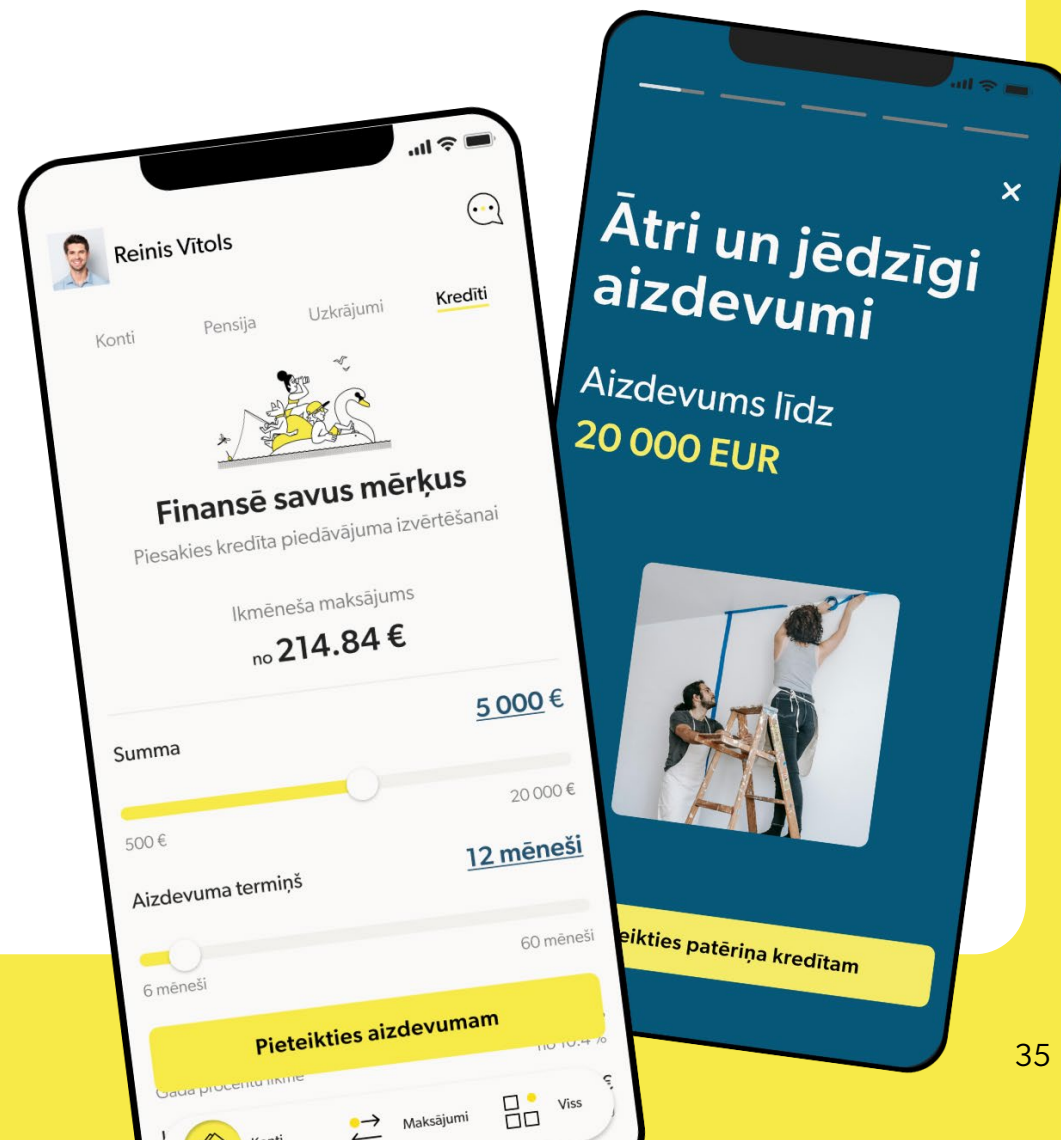 Reinis Vītols
Konti
Pensija
Uzkrājumi
Kredīti
Finansē savus mērķus
Piesakies kredīta piedāvājuma izvērtēšanai
Ikmēneša maksājums
no 214.84 €
Summa
5 000 €
500 €
20 000 €
Aizdevuma termiņš
12 mēneši
6 mēneši
60 mēneši
Pieteikties aizdevumam
Gada procentu likme
€
Konti
Maksājumi
Viss
Ātri un jēdzīgi
aizdevumi
Aizdevums līdz
20 000 EUR
eikties patēriņa kredītam
35